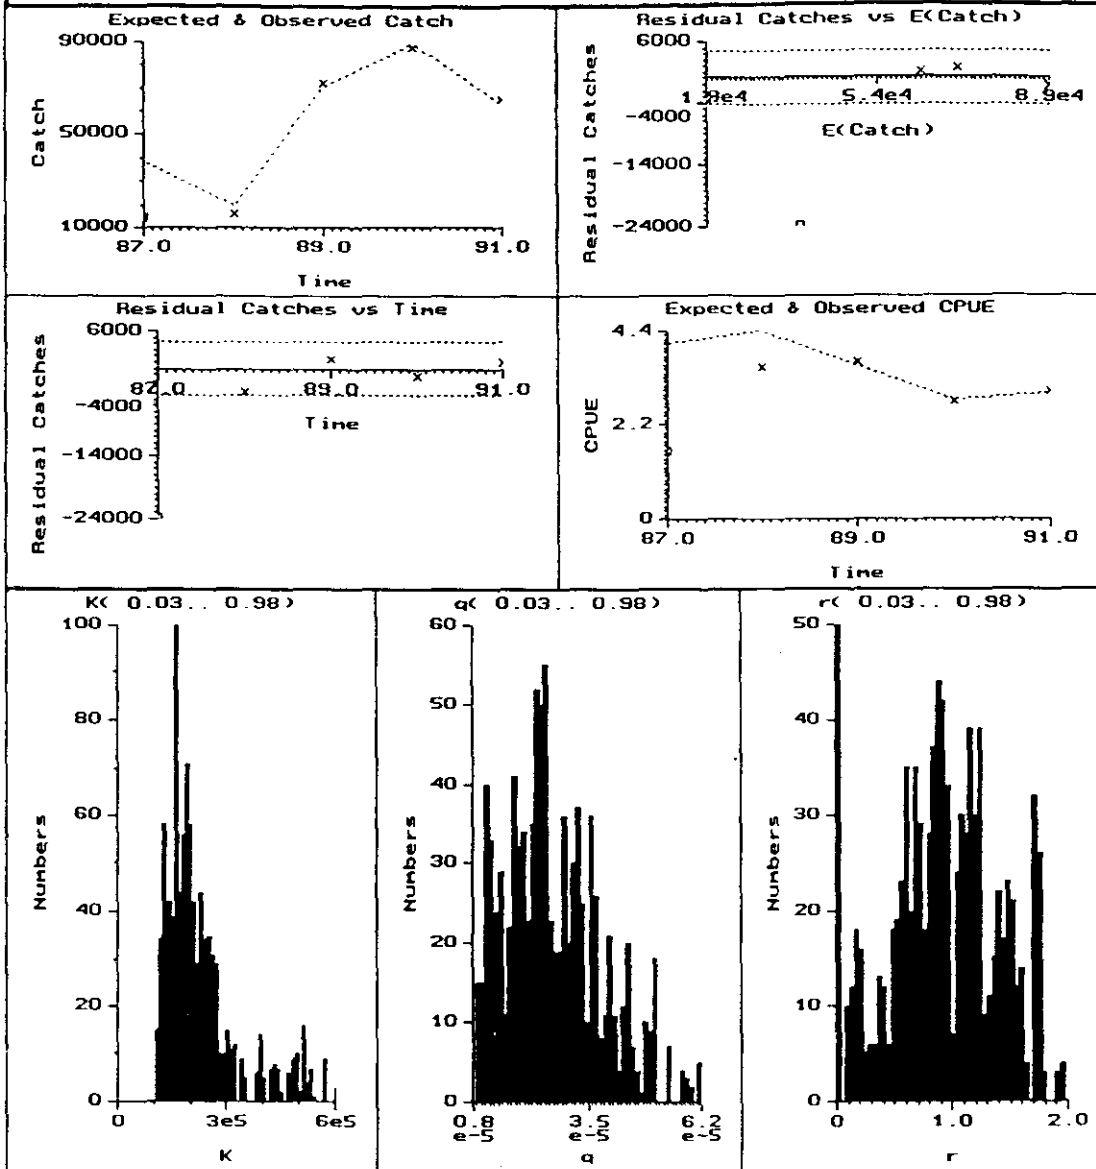 Expected & Observed Catch
90000
50000
10000
Catch
87.0 89.0 91.0
Time
Residual Catches vs E(Catch)
6000
-4000
-14000
-24000
Residual Catches
5.4e4 8.9e4
E(Catch)
Residual Catches vs Time
6000
-4000
-14000
-24000
Residual Catches
87.0 89.0 91.0
Time
Expected & Observed CPUE
4.4
2.2
0
CPUE
87.0 89.0 91.0
Time
K( 0.03.. 0.98)
100
80
60
40
20
0
Numbers
0 3e5 6e5
K
q( 0.03.. 0.98)
60
50
40
30
20
10
0
Numbers
0.8 3.5 6.2
e-5 e-5 e-5
q
r( 0.03.. 0.98)
50
40
30
20
10
0
Numbers
0 1.0 2.0
r